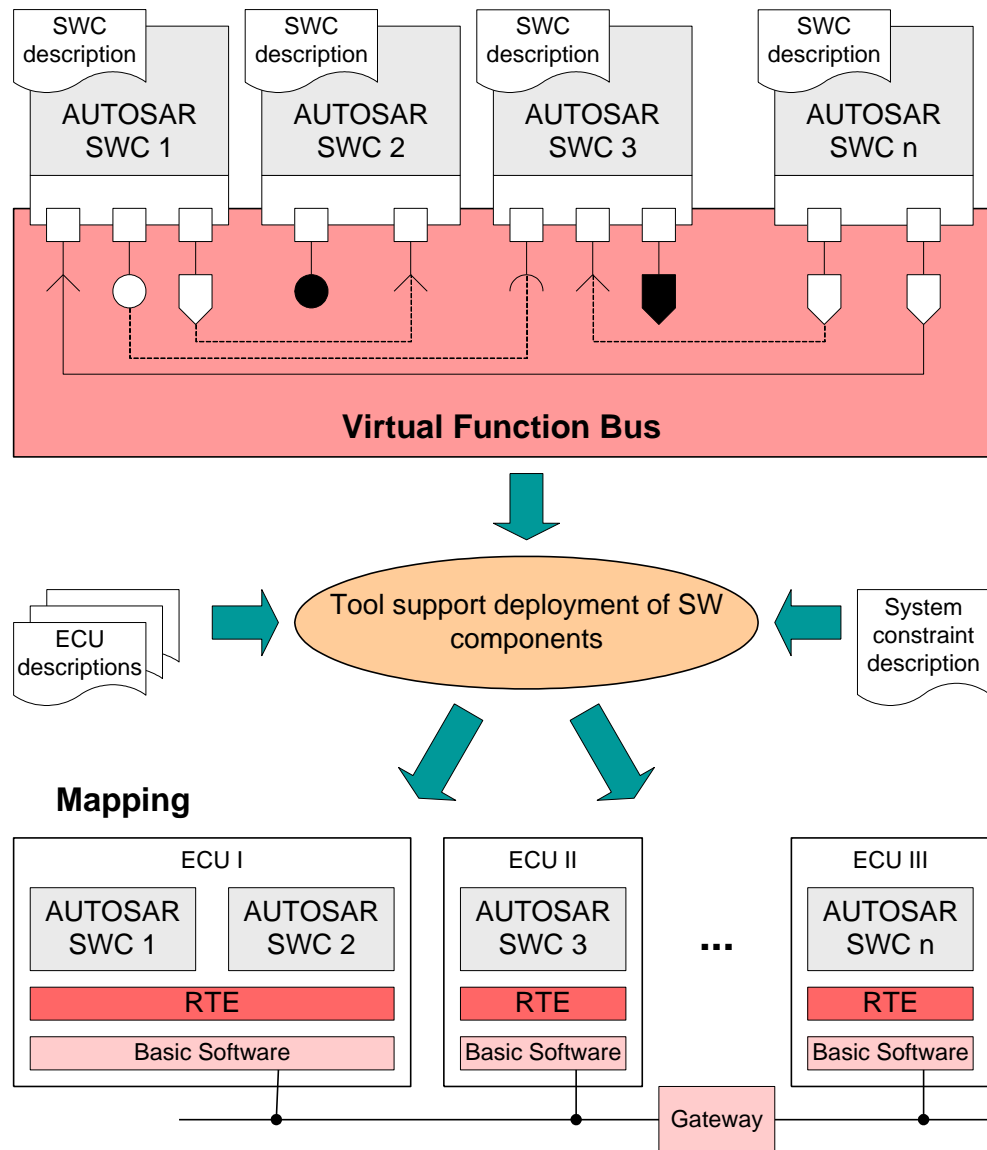 SWC
description
SWC
description
SWC
description
SWC
description
AUTOSAR
SWC 1
AUTOSAR
SWC 2
AUTOSAR
SWC 3
AUTOSAR
SWC n
Virtual Function Bus
ECU
descriptions
Tool support deployment of SW
components
System
constraint
description
Mapping
ECU I
AUTOSAR
SWC 1
AUTOSAR
SWC 2
RTE
Basic Software
ECU II
AUTOSAR
SWC 3
RTE
Basic Software
...
ECU III
AUTOSAR
SWC n
RTE
Basic Software
Gateway